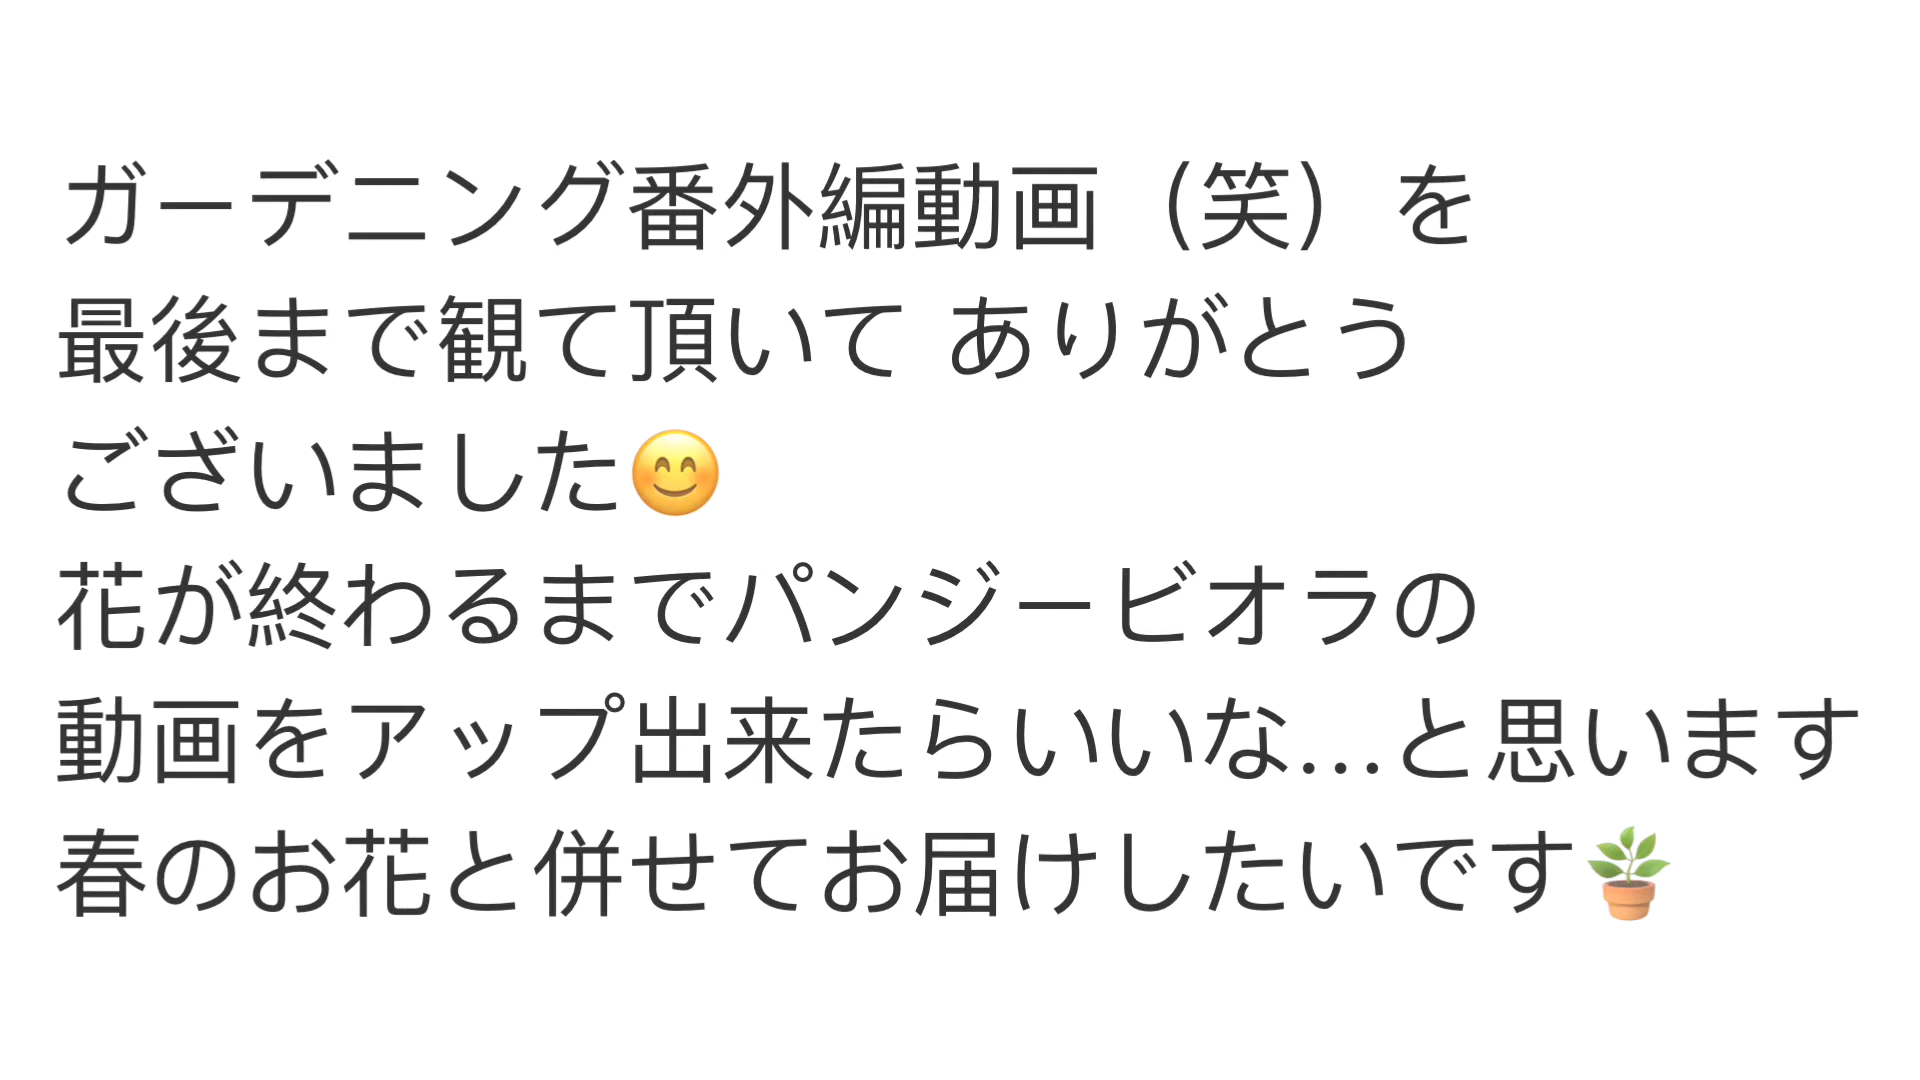 ガーデニング番外編動画（笑）を
最後まで観て頂いて ありがとう
ございました😊
花が終わるまでパンジービオラの
動画をアップ出来たらいいな…と思います
春のお花と併せてお届けしたいです🪴